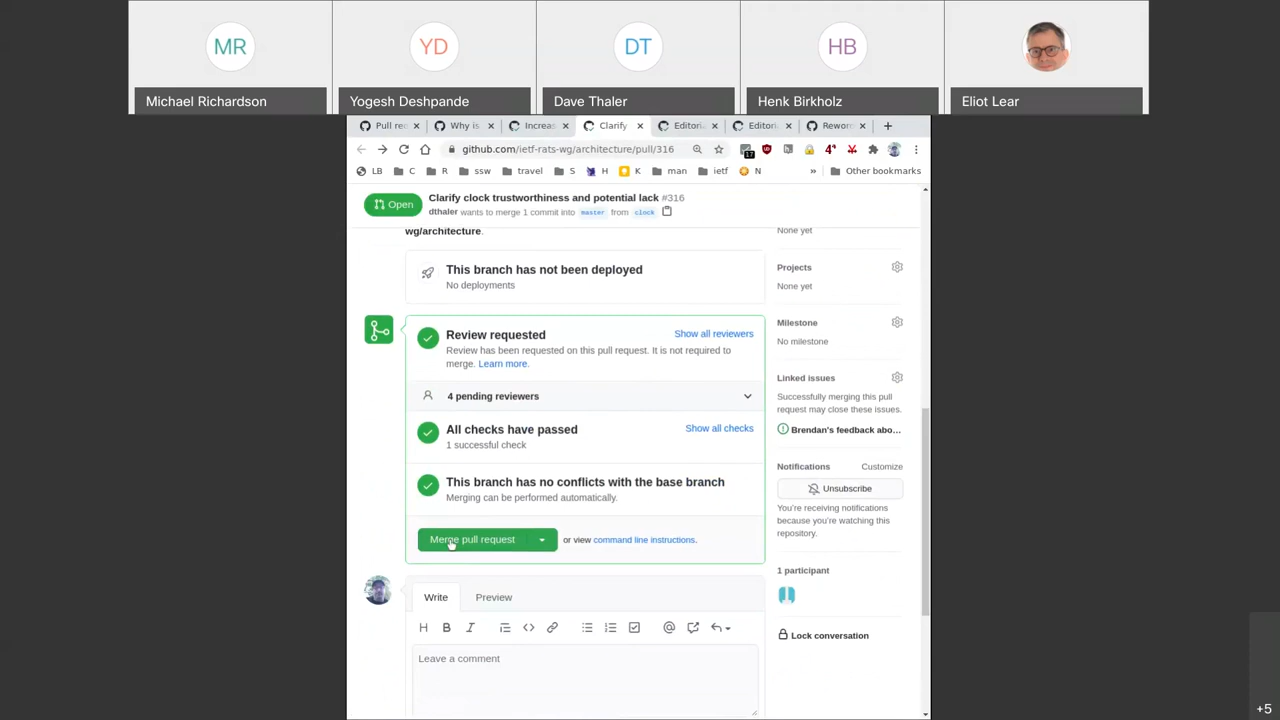 MR
YD
DT
HB
Michael Richardson
Yogesh Deshpande
Dave Thaler
Henk Birkholz
Eliot Lear
Pull re
Why is
Increa
Clarify
Editoria
Editori
Rewor
github.com/ietf-rats-wg/architecture/pull/316
17
LB
C
R
ssw
travel
S
H
K
man
ietf
N
»
Other bookmarks
Open
Clarify clock trustworthiness and potential lack #316
dthaler wants to merge 1 commit into master from clock
wg/architecture.
None yet
This branch has not been deployed
No deployments
Projects
None yet
Review requested
Show all reviewers
Review has been requested on this pull request. It is not required to
merge. Learn more.
Milestone
No milestone
4 pending reviewers
Linked issues
Successfully merging this pull
request may close these issues.
Brendan's feedback abo...
All checks have passed
Show all checks
1 successful check
Notifications
Customize
Unsubscribe
You're receiving notifications
because you're watching this
repository.
This branch has no conflicts with the base branch
Merging can be performed automatically.
Merge pull request
or view command line instructions.
1 participant
Write
Preview
Lock conversation
Leave a comment
+5